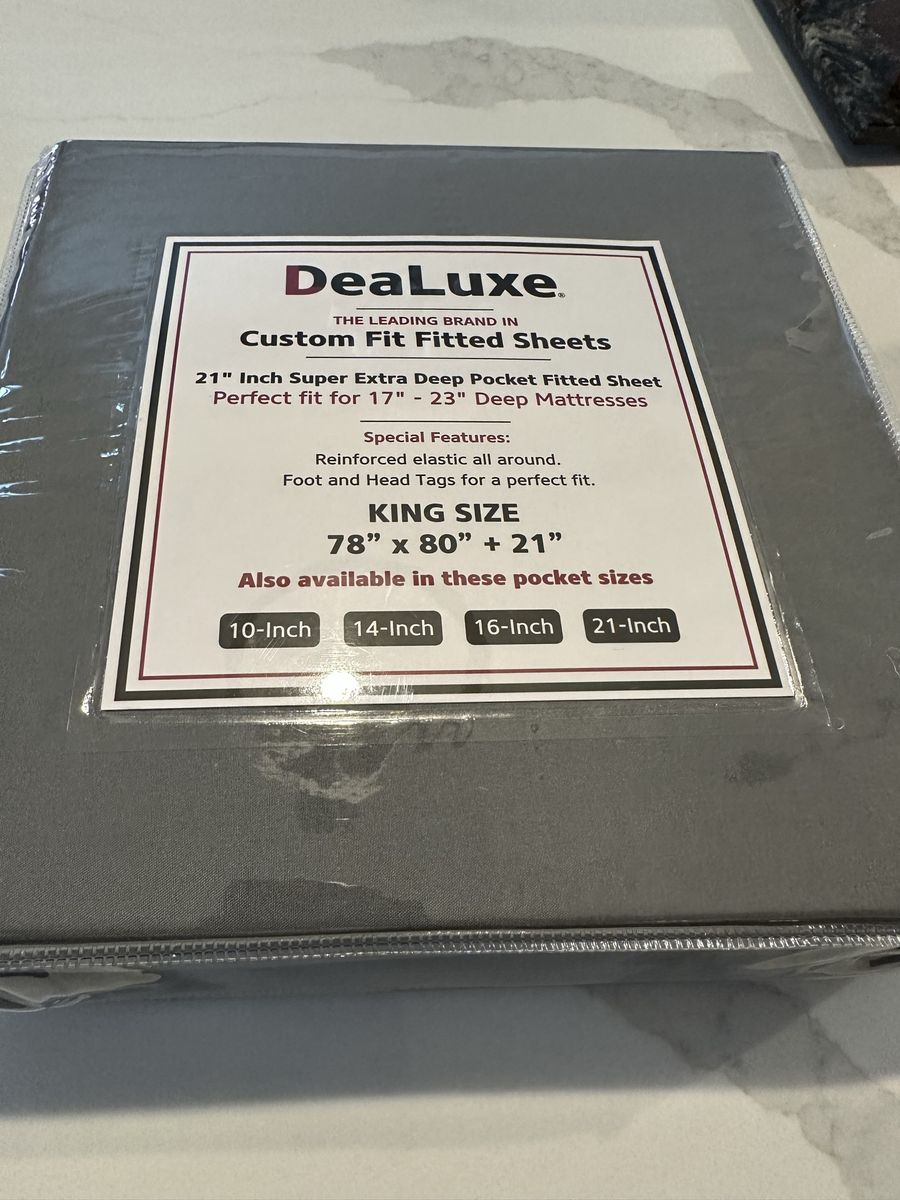 DeaLuxe®
THE LEADING BRAND IN
Custom Fit Fitted Sheets
21" Inch Super Extra Deep Pocket Fitted Sheet
Perfect fit for 17" - 23" Deep Mattresses
Special Features:
Reinforced elastic all around.
Foot and Head Tags for a perfect fit.
KING SIZE
78” x 80” + 21”
Also available in these pocket sizes
10-Inch 14-Inch 16-Inch 21-Inch